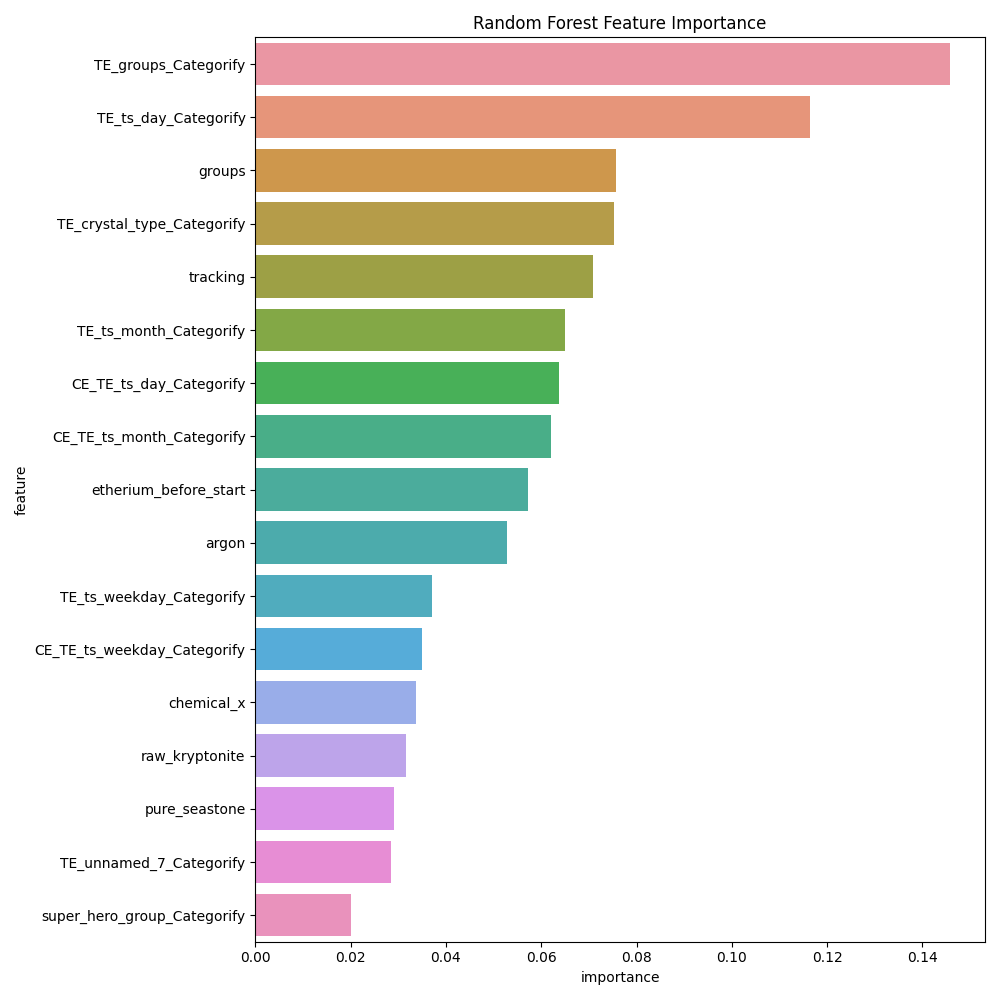 Random Forest Feature Importance
TE_groups_Categorify
TE_ts_day_Categorify
groups
TE_crystal_type_Categorify
tracking
TE_ts_month_Categorify
CE_TE_ts_day_Categorify
CE_TE_ts_month_Categorify
etherium_before_start
argon
TE_ts_weekday_Categorify
CE_TE_ts_weekday_Categorify
chemical_x
raw_kryptonite
pure_seastone
TE_unnamed_7_Categorify
super_hero_group_Categorify
feature
0.00 0.02 0.04 0.06 0.08 0.10 0.12 0.14
importance